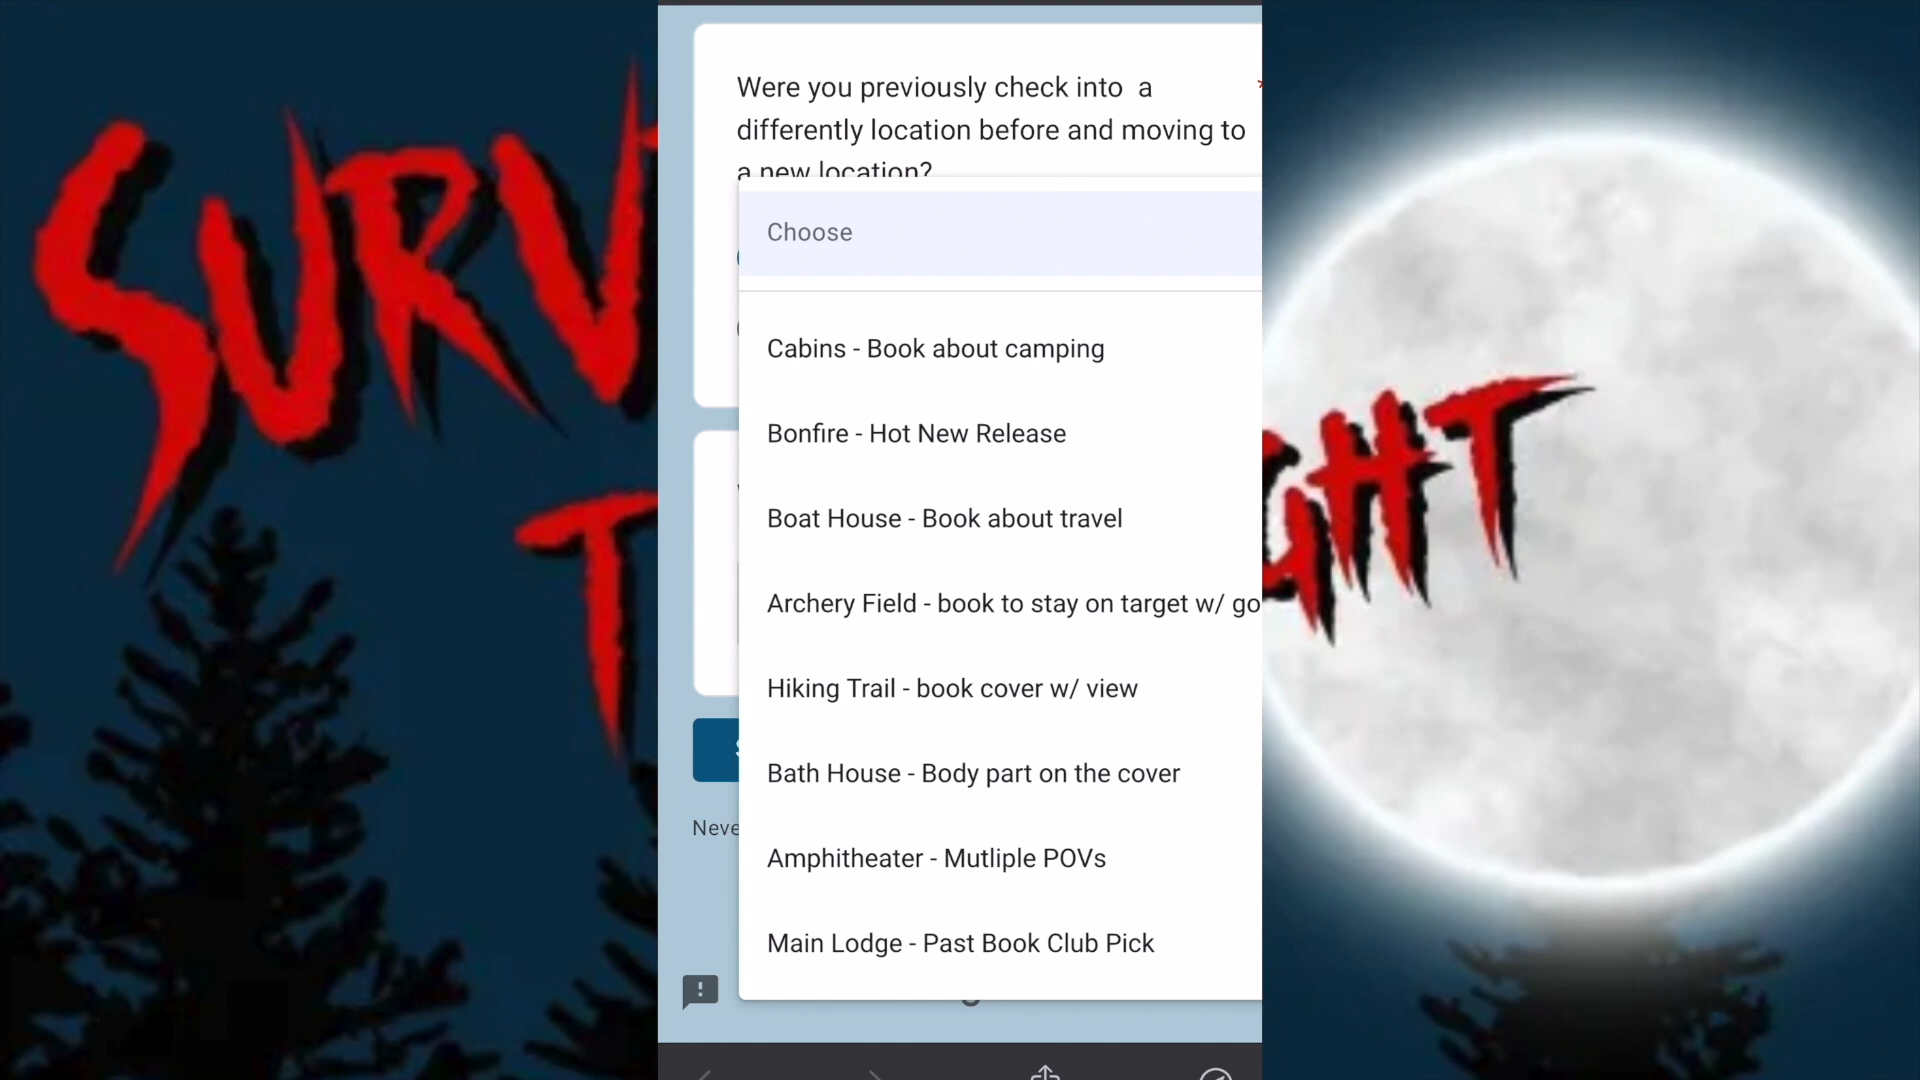 SURV
T
GHT
Were you previously check into a
differently location before and moving to
a new location?
Choose
Cabins - Book about camping
Bonfire - Hot New Release
Boat House - Book about travel
Archery Field - book to stay on target w/ go
Hiking Trail - book cover w/ view
Bath House - Body part on the cover
Amphitheater - Mutliple POVs
Main Lodge - Past Book Club Pick
Neve